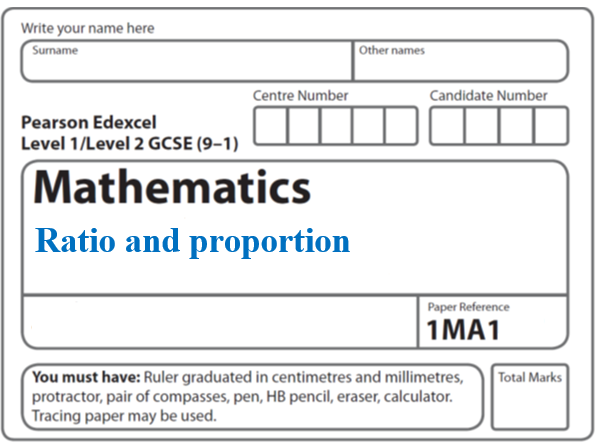 Write your name here
Surname
Other names
Centre Number
Candidate Number
Pearson Edexcel
Level 1/Level 2 GCSE (9–1)
Mathematics
Ratio and proportion
Paper Reference
1MA1
You must have: Ruler graduated in centimetres and millimetres,
protractor, pair of compasses, pen, HB pencil, eraser, calculator.
Tracing paper may be used.
Total Marks